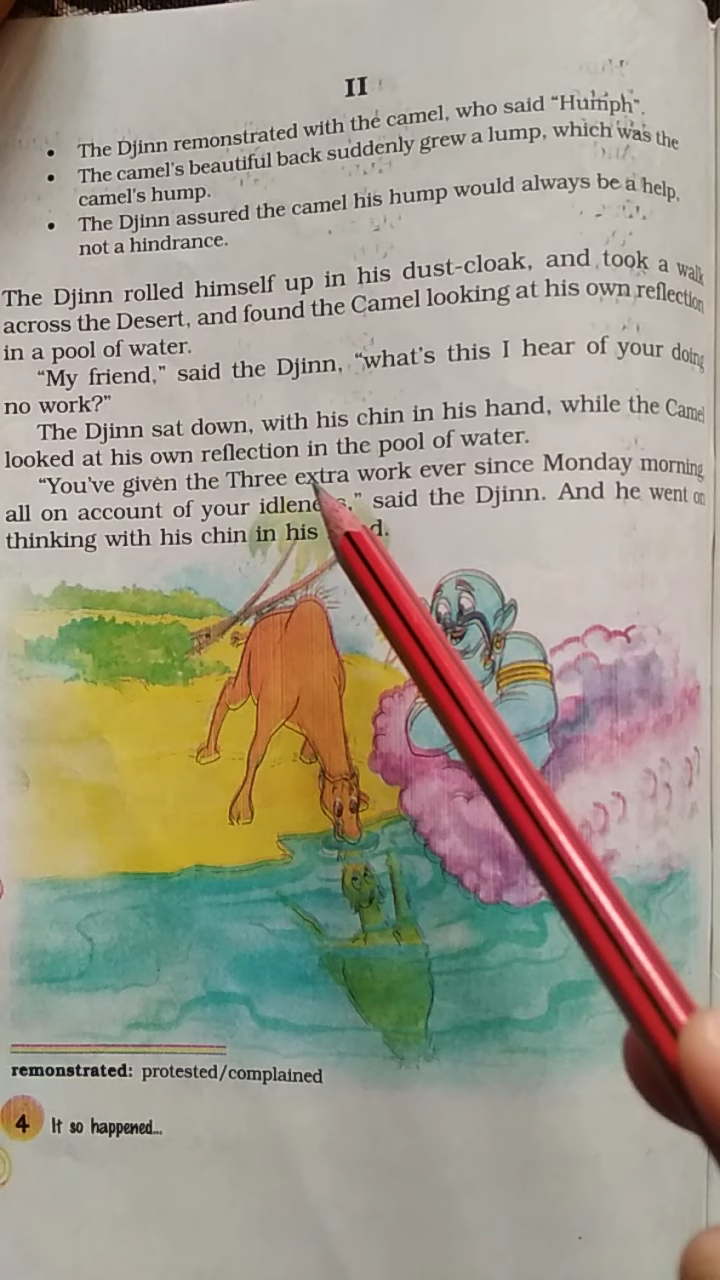 II
• The Djinn remonstrated with the camel, who said “Humph”.
• The camel's beautiful back suddenly grew a lump, which was the
camel's hump.
• The Djinn assured the camel his hump would always be a help,
not a hindrance.
The Djinn rolled himself up in his dust-cloak, and took a walk
across the Desert, and found the Camel looking at his own reflection
in a pool of water.
“My friend,” said the Djinn, “what's this I hear of your doing
no work?”
The Djinn sat down, with his chin in his hand, while the Camel
looked at his own reflection in the pool of water.
“You've given the Three extra work ever since Monday morning
all on account of your idleness,” said the Djinn. And he went on
thinking with his chin in his
remonstrated: protested/complained
4 It so happened...